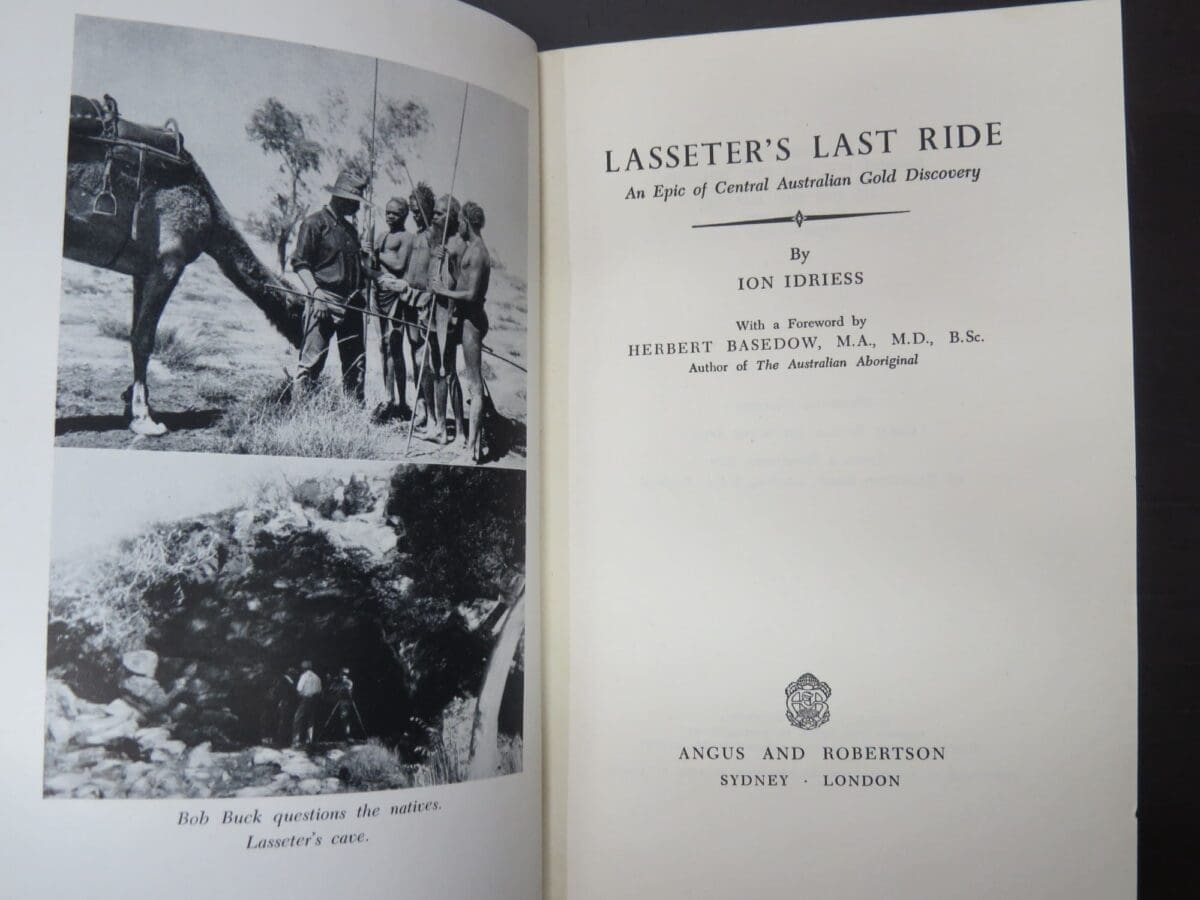 Bob Buck questions the natives.
Lasseter's cave.
LASSETER'S LAST RIDE
An Epic of Central Australian Gold Discovery
By
ION IDRIESS
With a Foreword by
HERBERT BASEDOW, M.A., M.D., B.Sc.
Author of The Australian Aboriginal
ANGUS AND ROBERTSON
SYDNEY · LONDON